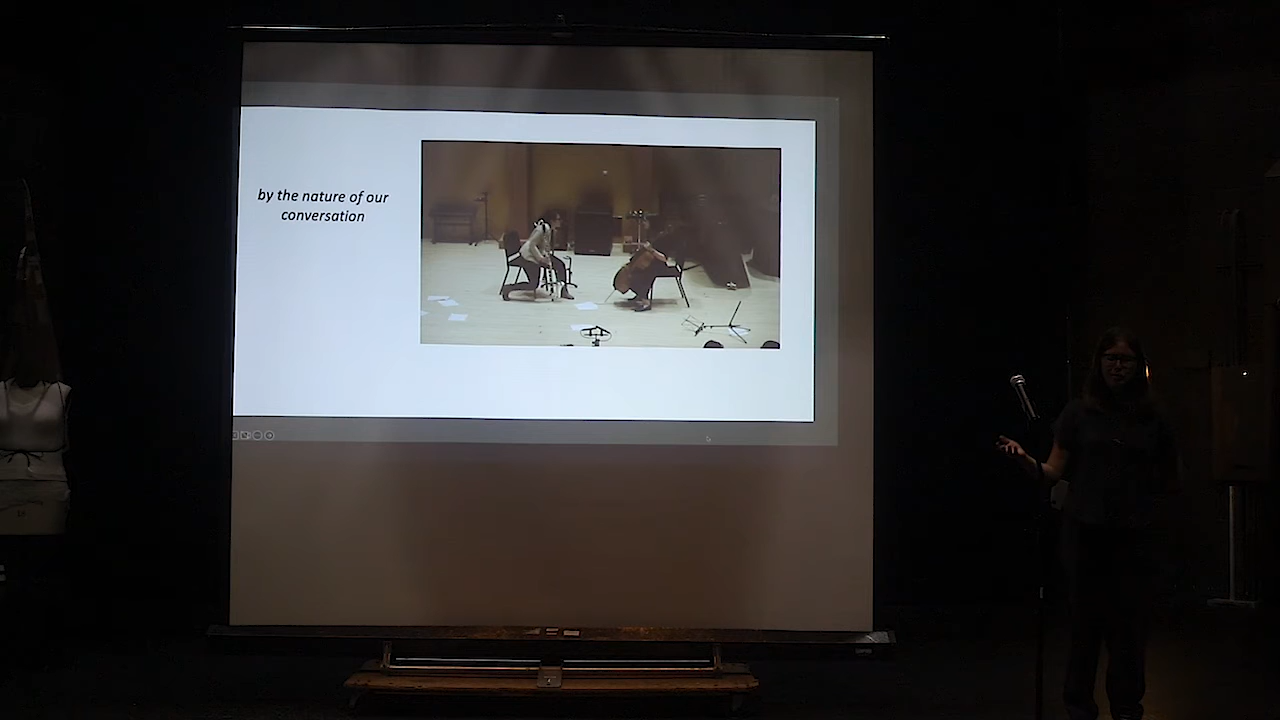 by the nature of our
conversation